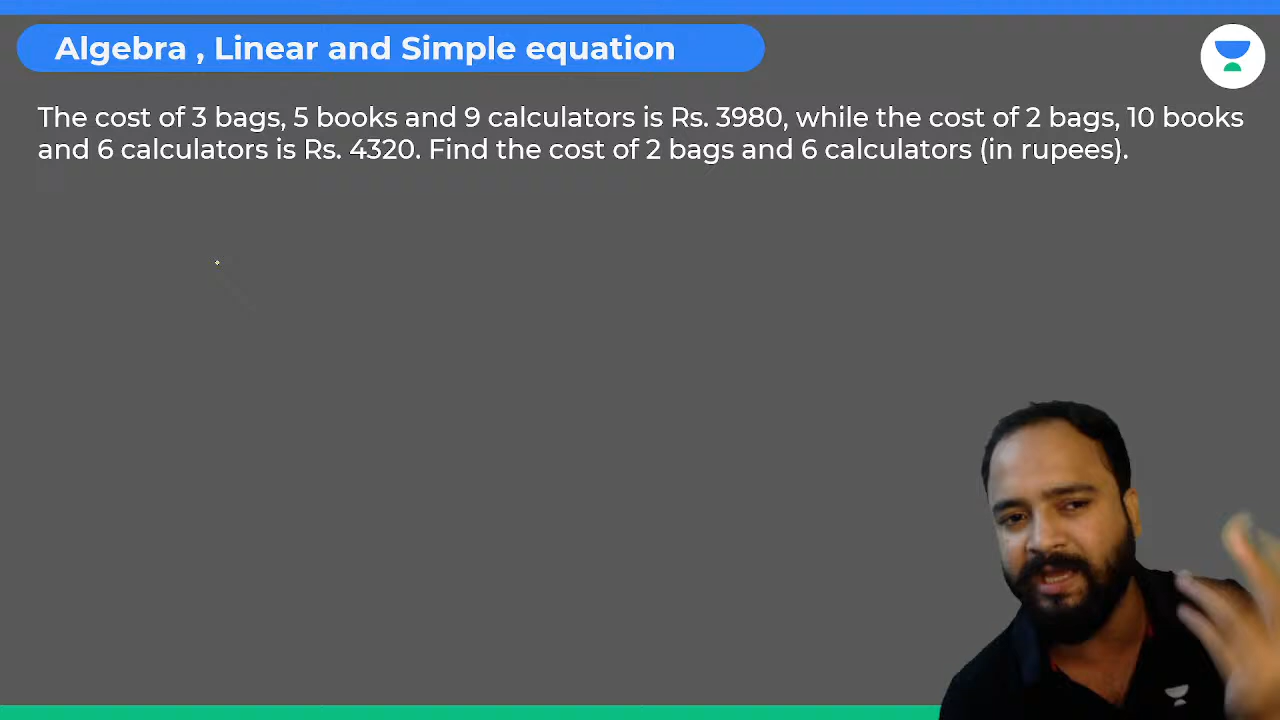 Algebra , Linear and Simple equation
The cost of 3 bags, 5 books and 9 calculators is Rs. 3980, while the cost of 2 bags, 10 books
and 6 calculators is Rs. 4320. Find the cost of 2 bags and 6 calculators (in rupees).